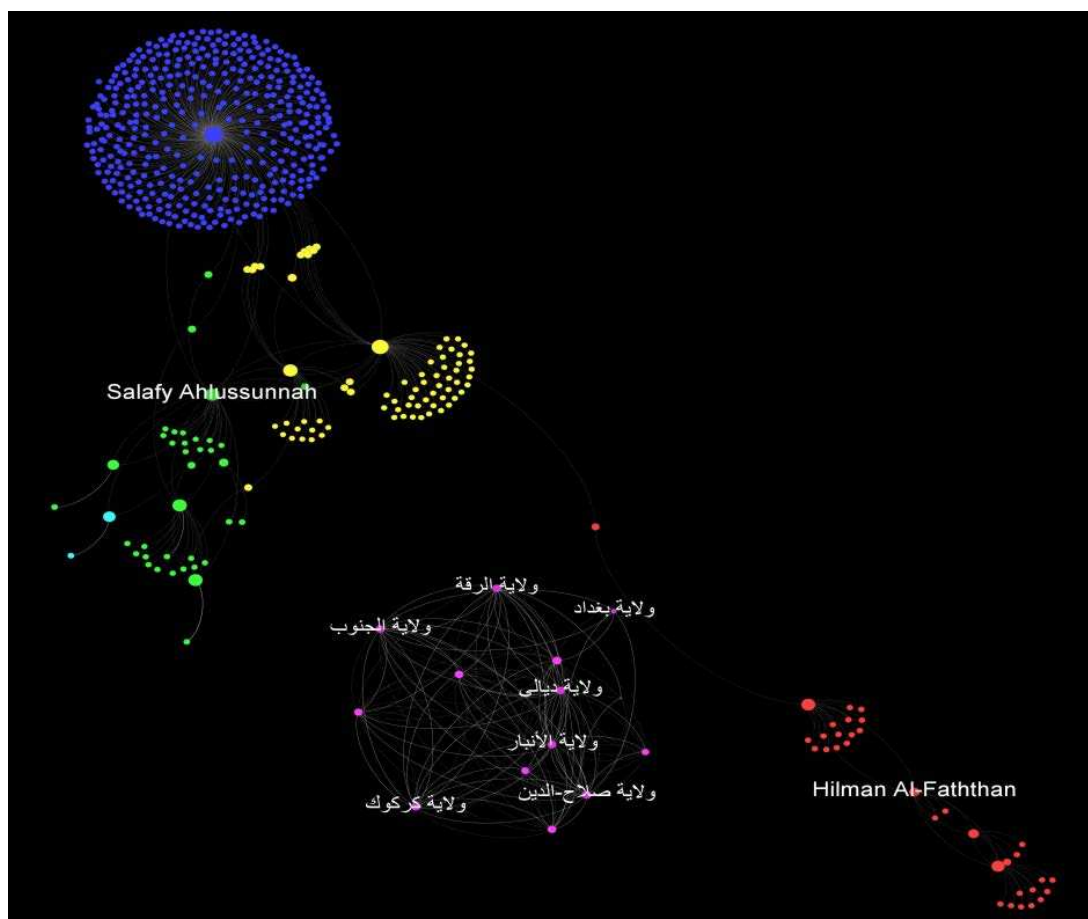 Salafy Ahlussunnah
ولاية الرقة
ولاية بغداد
ولاية الجنوب
ولاية ديالى
ولاية الأنبار
ولاية صلاح-الدين
ولاية كركوك
Hilman Al-Faththan